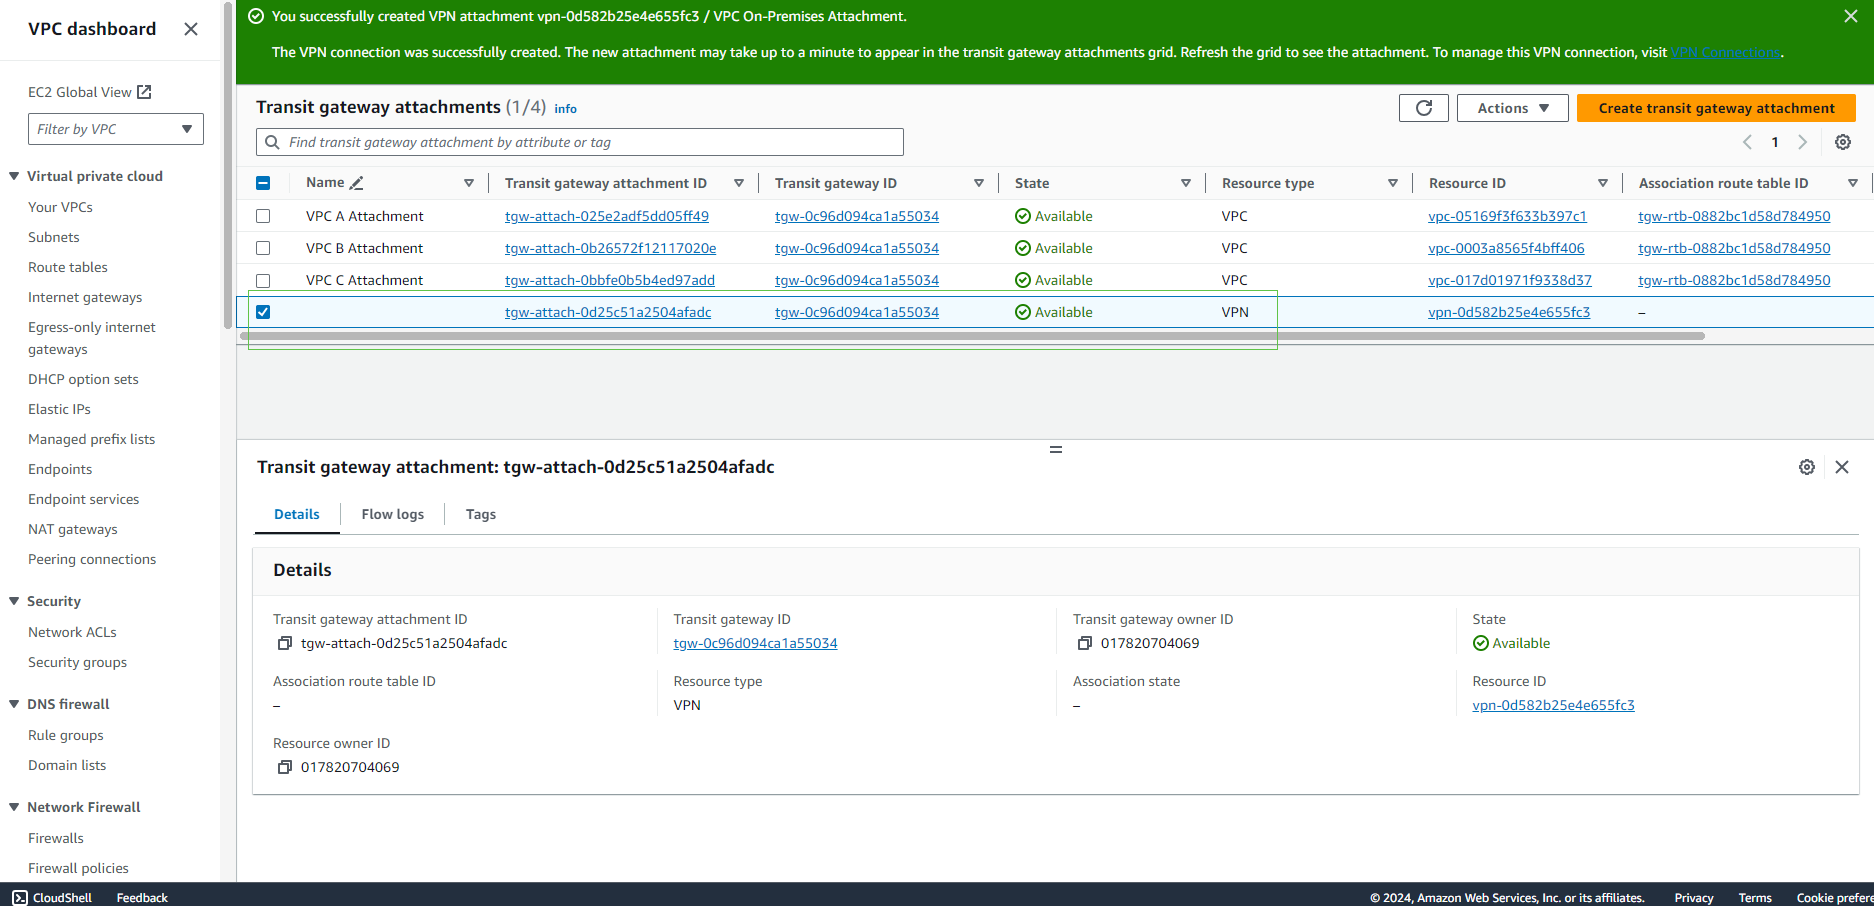 VPC dashboard
EC2 Global View
Filter by VPC
Virtual private cloud
Your VPCs
Subnets
Route tables
Internet gateways
Egress-only internet
gateways
DHCP option sets
Elastic IPs
Managed prefix lists
Endpoints
Endpoint services
NAT gateways
Peering connections
Security
Network ACLs
Security groups
DNS firewall
Rule groups
Domain lists
Network Firewall
Firewalls
Firewall policies
You successfully created VPN attachment vpn-0d582b25e4e655fc3 / VPC On-Premises Attachment.
The VPN connection was successfully created. The new attachment may take up to a minute to appear in the transit gateway attachments grid. Refresh the grid to see the attachment. To manage this VPN connection, visit VPN Connections.
Transit gateway attachments (1/4) info
Actions
Create transit gateway attachment
Find transit gateway attachment by attribute or tag
1
Name Transit gateway attachment ID Transit gateway ID State Resource type Resource ID Association route table ID
VPC A Attachment tgw-attach-025e2adf5dd05ff49 tgw-0c96d094ca1a55034 Available VPC vpc-05169f3f633b397c1 tgw-rtb-0882bc1d58d784950
VPC B Attachment tgw-attach-0b26572f12117020e tgw-0c96d094ca1a55034 Available VPC vpc-0003a8565f4bff406 tgw-rtb-0882bc1d58d784950
VPC C Attachment tgw-attach-0bbfe0b5b4ed97add tgw-0c96d094ca1a55034 Available VPC vpc-017d01971f9338d37 tgw-rtb-0882bc1d58d784950
tgw-attach-0d25c51a2504afadc tgw-0c96d094ca1a55034 Available VPN vpn-0d582b25e4e655fc3 –
Transit gateway attachment: tgw-attach-0d25c51a2504afadc
Details Flow logs Tags
Details
Transit gateway attachment ID Transit gateway ID Transit gateway owner ID State
tgw-attach-0d25c51a2504afadc tgw-0c96d094ca1a55034 017820704069 Available
Association route table ID Resource type Association state Resource ID
– VPN – vpn-0d582b25e4e655fc3
Resource owner ID
017820704069
CloudShell Feedback © 2024, Amazon Web Services, Inc. or its affiliates. Privacy Terms Cookie prefere